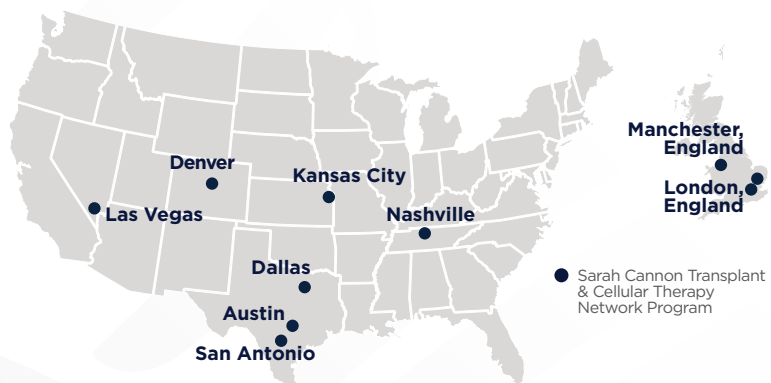 Manchester,
England
Denver
Kansas City
London,
England
Las Vegas
Nashville
Dallas
Sarah Cannon Transplant
& Cellular Therapy
Network Program
Austin
San Antonio